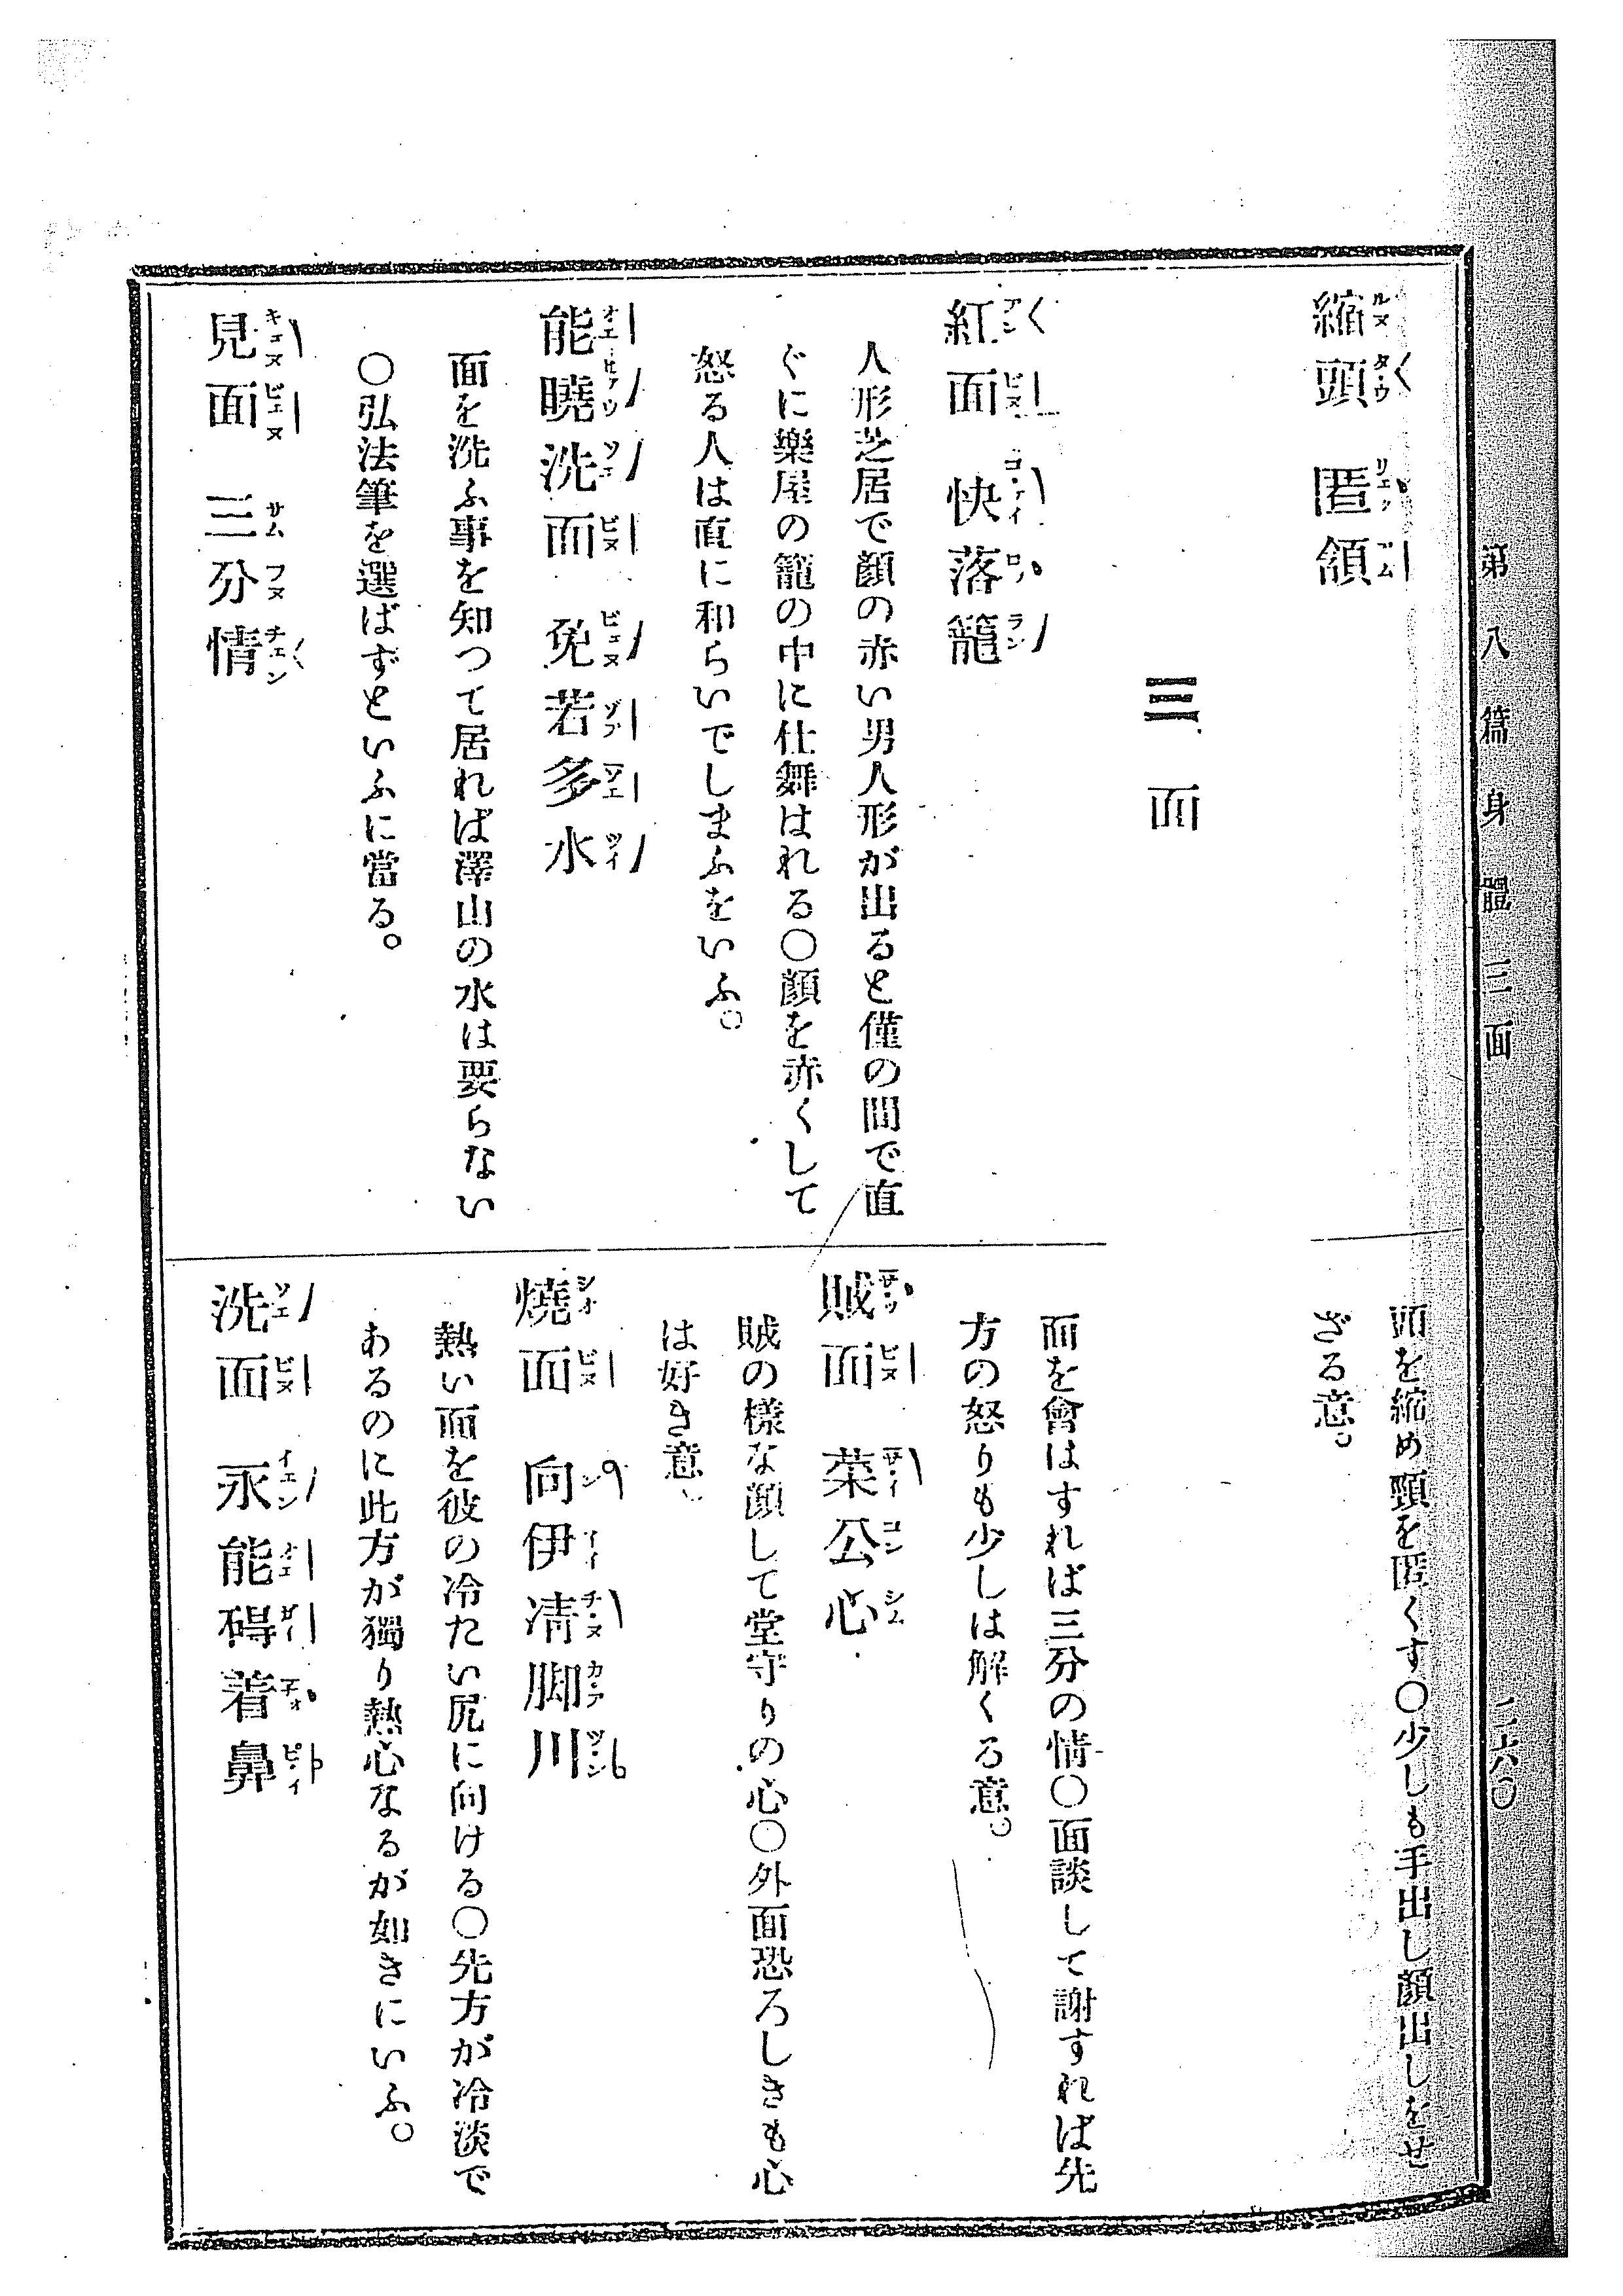 第八篇 身體 三面
二六〇
縮頭 匿頷
頭を縮め頸を匿くす〇少しも手出し顔出しをせ
ざる意。
三 面
紅面 快落籠
人形芝居で顔の赤い男人形が出ると僅の間で直
ぐに樂屋の籠の中に仕舞はれる〇顔を赤くして
怒る人は直に和らいでしまふをいふ。
能曉洗面 免若多水
面を洗ふ事を知つて居れば澤山の水は要らない
〇弘法筆を選ばずといふに當る。
見面 三分情
面を會はすれば三分の情〇面談して謝すれば先
方の怒りも少しは解くる意。
賊面 菜公心
賊の樣な顔して堂守りの心〇外面恐ろしきも心
は好き意。
燒面 向伊凊脚川
熱い面を彼の冷たい尻に向ける〇先方が冷淡で
あるのに此方が獨り熱心なるが如きにいふ。
洗面 永能碍着鼻